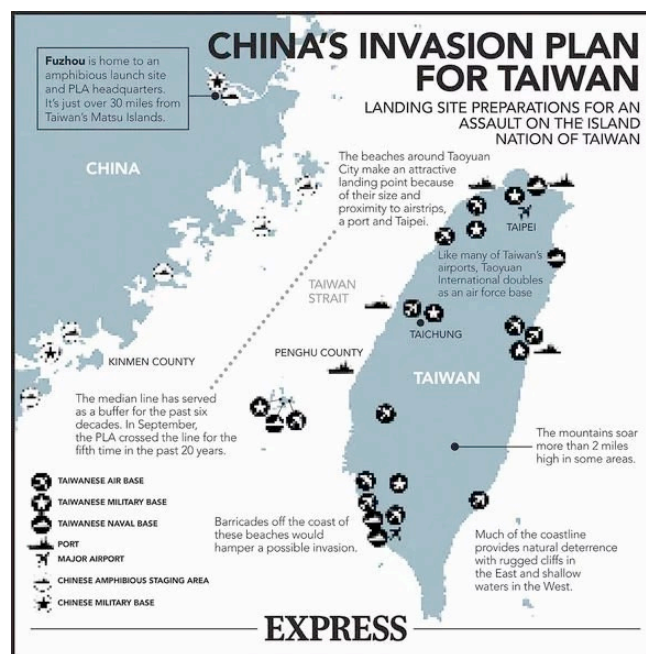 CHINA'S INVASION PLAN
FOR TAIWAN
LANDING SITE PREPARATIONS FOR AN
ASSAULT ON THE ISLAND
NATION OF TAIWAN
Fuzhou is home to an
amphibious launch site
and PLA headquarters.
It's just over 30 miles from
Taiwan's Matsu Islands.
CHINA
The beaches around Taoyuan
City make an attractive
landing point because
of their size and
proximity to airstrips,
a port and Taipei.
TAIPEI
Like many of Taiwan's
airports, Taoyuan
International doubles
as an air force base
TAIWAN
STRAIT
TAICHUNG
KINMEN COUNTY
PENGHU COUNTY
TAIWAN
The median line has served
as a buffer for the past six
decades. In September,
the PLA crossed the line for the
fifth time in the past 20 years.
The mountains soar
more than 2 miles
high in some areas.
TAIWANESE AIR BASE
TAIWANESE MILITARY BASE
TAIWANESE NAVAL BASE
PORT
MAJOR AIRPORT
CHINESE AMPHIBIOUS STAGING AREA
CHINESE MILITARY BASE
Barricades off the coast of
these beaches would
hamper a possible invasion.
Much of the coastline
provides natural deterrence
with rugged cliffs in
the East and shallow
waters in the West.
EXPRESS